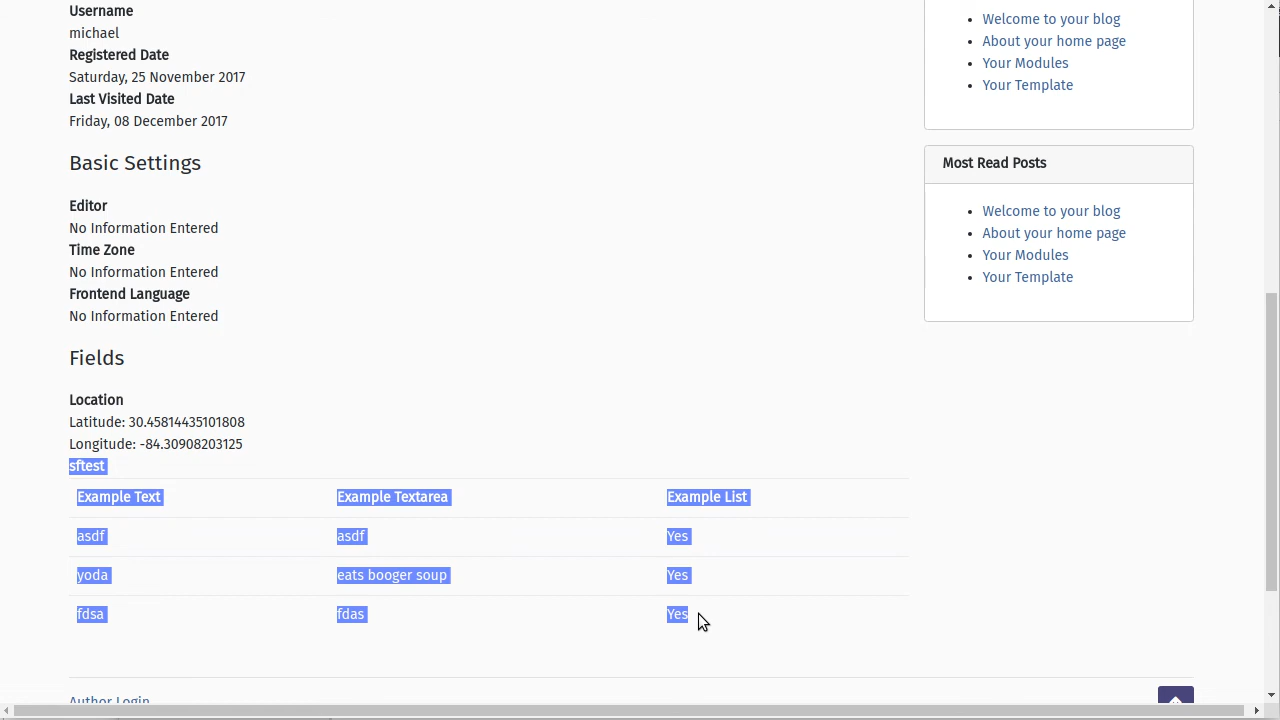 Username
michael
Registered Date
Saturday, 25 November 2017
Last Visited Date
Friday, 08 December 2017
Basic Settings
Editor
No Information Entered
Time Zone
No Information Entered
Frontend Language
No Information Entered
Fields
Location
Latitude: 30.45814435101808
Longitude: -84.30908203125
sftest
Example Text Example Textarea Example List
asdf asdf Yes
yoda eats booger soup Yes
fdsa fdas Yes
Author Login
Welcome to your blog
About your home page
Your Modules
Your Template
Most Read Posts
Welcome to your blog
About your home page
Your Modules
Your Template